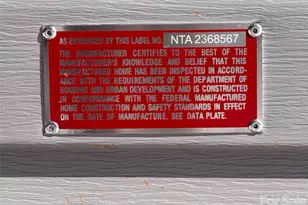 AS EVIDENCED BY THIS LABEL NO. NTA 2368567
THE MANUFACTURER CERTIFIES TO THE BEST OF THE
MANUFACTURER'S KNOWLEDGE AND BELIEF THAT THIS
MANUFACTURED HOME HAS BEEN INSPECTED IN ACCORD-
ANCE WITH THE REQUIREMENTS OF THE DEPARTMENT OF
HOUSING AND URBAN DEVELOPMENT AND IS CONSTRUCTED
IN CONFORMANCE WITH THE FEDERAL MANUFACTURED
HOME CONSTRUCTION AND SAFETY STANDARDS IN EFFECT
ON THE DATE OF MANUFACTURE. SEE DATA PLATE.